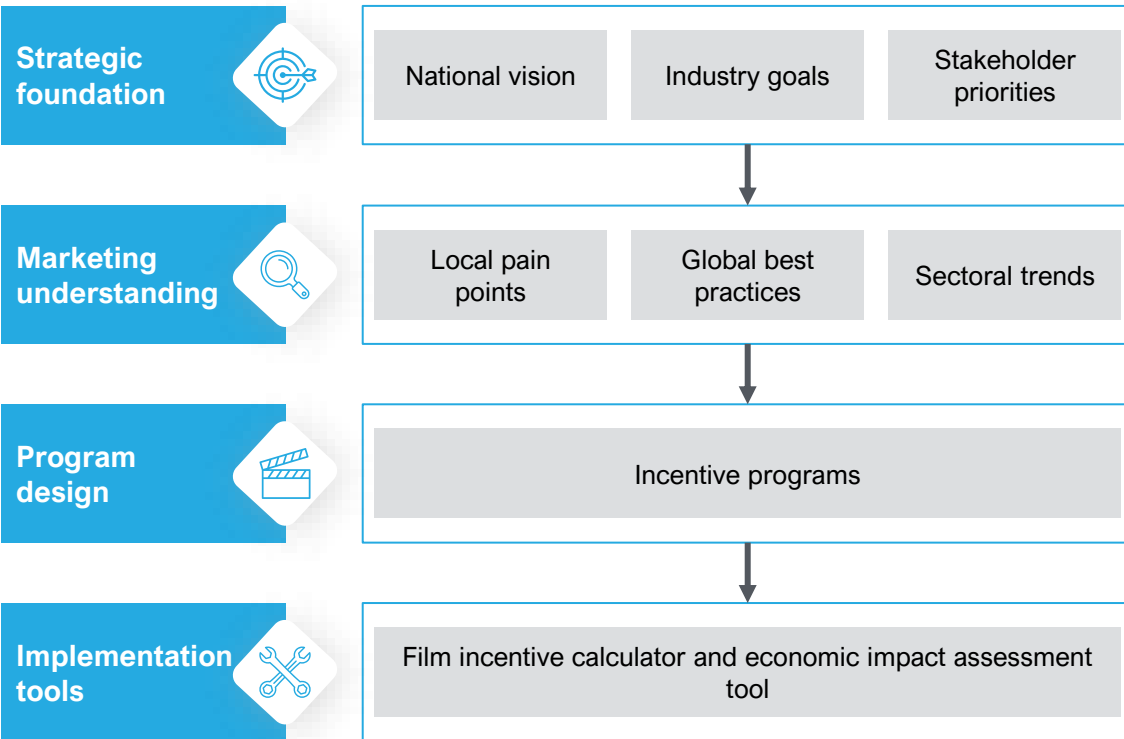 Strategic
foundation
National vision
Industry goals
Stakeholder
priorities
Marketing
understanding
Local pain
points
Global best
practices
Sectoral trends
Program
design
Incentive programs
Implementation
tools
Film incentive calculator and economic impact assessment
tool